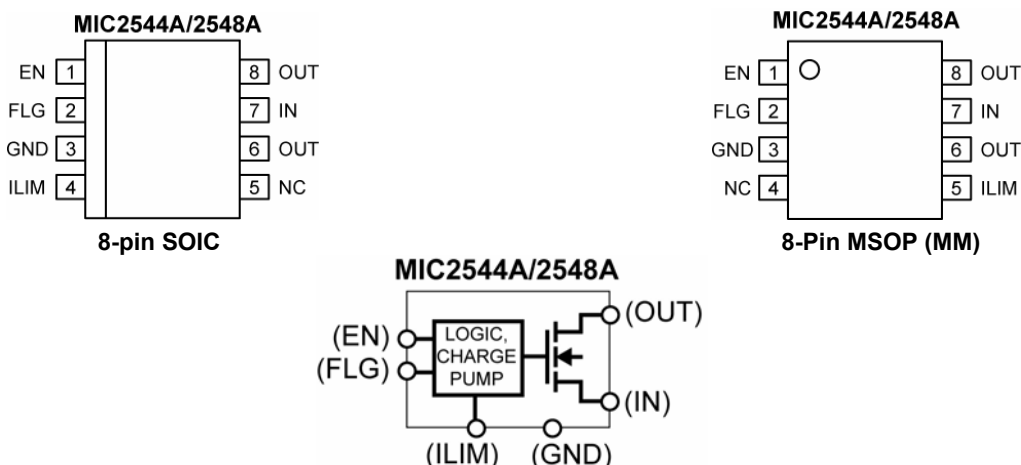 MIC2544A/2548A
EN 1 8 OUT
FLG 2 7 IN
GND 3 6 OUT
ILIM 4 5 NC
8-pin SOIC
MIC2544A/2548A
EN 1 8 OUT
FLG 2 7 IN
GND 3 6 OUT
NC 4 5 ILIM
8-Pin MSOP (MM)
MIC2544A/2548A
(EN)
(FLG)
LOGIC,
CHARGE
PUMP
(OUT)
(IN)
(ILIM) (GND)